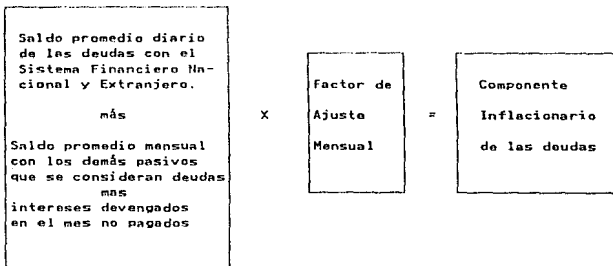 Saldo promedio diario
de las deudas con el
Sistema Financiero Na-
cional y Extranjero.
más
Saldo promedio mensual
con los demás pasivos
que se consideran deudas
mas
intereses devengados
en el mes no pagados
x
Factor de
Ajuste
Mensual
=
Componente
Inflacionario
de las deudas